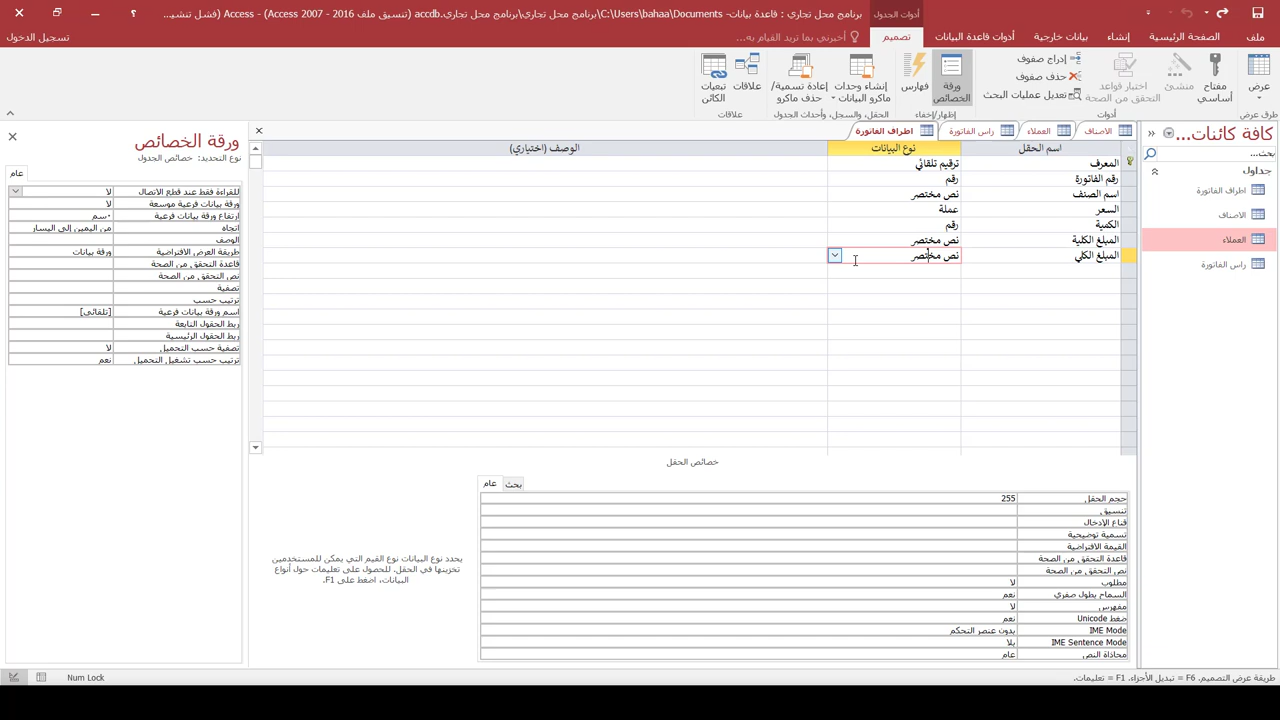 برنامج محل تجاري : قاعدة بيانات- C:\Users\bahaa\Documents\برنامج محل تجاري\برنامج محل تجاري.accdb (تنسيق ملف Access 2007 - 2016) - Access (فشل تنشيـ...
أدوات الجدول
ملف
الصفحة الرئيسية
إنشاء
بيانات خارجية
أدوات قاعدة البيانات
تصميم
أخبرني بما تريد القيام به...
تسجيل الدخول
عرض
مفتاح أساسي
منشئ
اختبار قواعد التحقق من الصحة
إدراج صفوف
حذف صفوف
تعديل عمليات البحث
ورقة الخصائص
فهارس
إنشاء وحدات ماكرو البيانات
إعادة تسمية/حذف ماكرو
علاقات
تبعيات الكائن
طرق عرض
أدوات
إظهار/إخفاء
الحقل، والسجل، وأحداث الجدول
علاقات
كافة كائنات...
بحث...
جداول
اطراف الفاتورة
الاصناف
العملاء
راس الفاتورة
الاصناف
العملاء
راس الفاتورة
اطراف الفاتورة
اسم الحقل
نوع البيانات
الوصف (اختياري)
المعرف ترقيم تلقائي
رقم الفاتورة رقم
اسم الصنف نص مختصر
السعر عملة
الكمية رقم
المبلغ الكلية نص مختصر
المبلغ الكلي نص مختصر
خصائص الحقل
بحث
عام
حجم الحقل 255
تنسيق
قناع الادخال
تسمية توضيحية
القيمة الافتراضية
قاعدة التحقق من الصحة
نص التحقق من الصحة
مطلوب لا
السماح بطول صفري نعم
مفهرس لا
ضغط Unicode نعم
IME Mode بدون عنصر التحكم
IME Sentence Mode بلا
محاذاة النص عام
يحدد نوع البيانات نوع القيم التي يمكن للمستخدمين
تخزينها في الحقل. للحصول على تعليمات حول أنواع
البيانات، اضغط على F1.
ورقة الخصائص
نوع التحديد: خصائص الجدول
عام
للقراءة فقط عند قطع الاتصال لا
ورقة بيانات فرعية موسعة لا
ارتفاع ورقة بيانات فرعية ٠سم
اتجاه من اليمين إلى اليسار
الوصف
طريقة العرض الافتراضية ورقة بيانات
قاعدة التحقق من الصحة
نص التحقق من الصحة
تصفية
ترتيب حسب
اسم ورقة بيانات فرعية [تلقائي]
ربط الحقول التابعة
ربط الحقول الرئيسية
تصفية حسب التحميل لا
ترتيب حسب تشغيل التحميل نعم
طريقة عرض التصميم. F6 = تبديل الأجزاء. F1 = تعليمات.
Num Lock